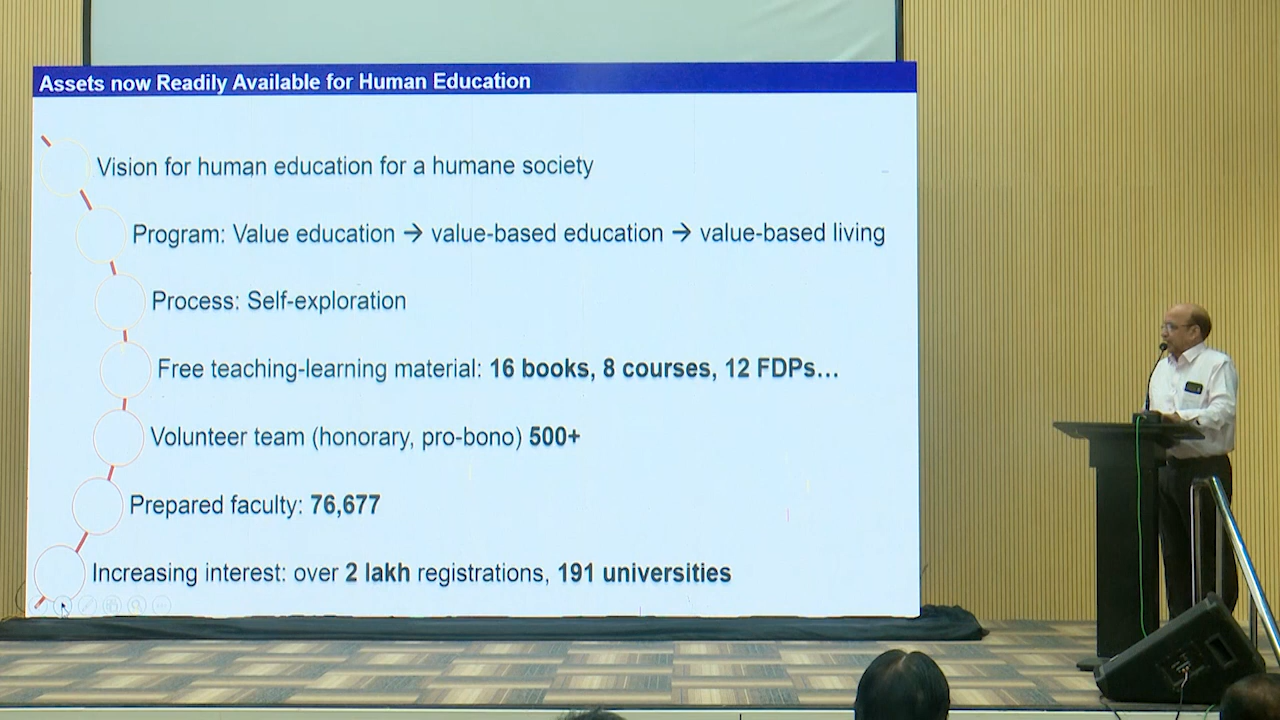 Assets now Readily Available for Human Education
Vision for human education for a humane society
Program: Value education → value-based education → value-based living
Process: Self-exploration
Free teaching-learning material: 16 books, 8 courses, 12 FDPs…
Volunteer team (honorary, pro-bono) 500+
Prepared faculty: 76,677
Increasing interest: over 2 lakh registrations, 191 universities